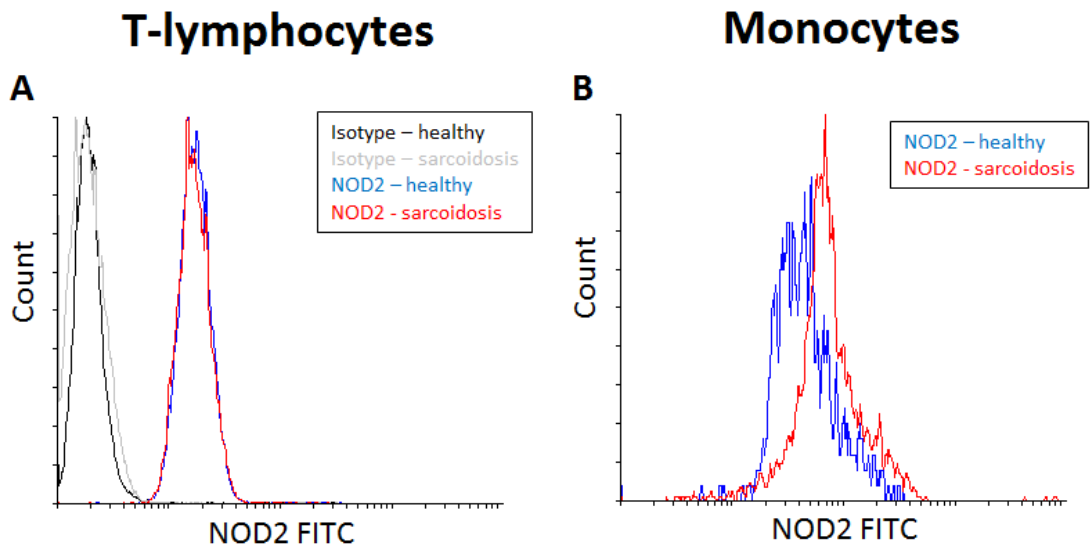 T-lymphocytes
Monocytes
A
Isotype – healthy
Isotype – sarcoidosis
NOD2 – healthy
NOD2 - sarcoidosis
Count
NOD2 FITC
B
NOD2 – healthy
NOD2 - sarcoidosis
Count
NOD2 FITC